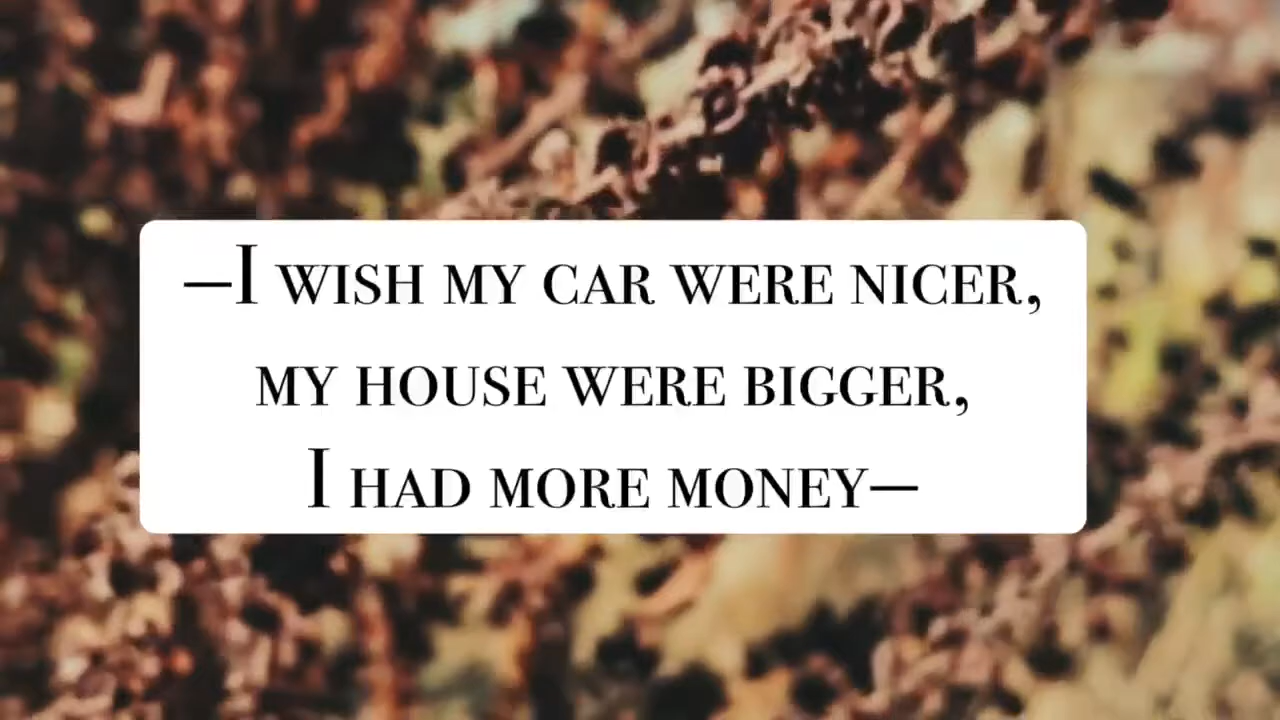 —I WISH MY CAR WERE NICER,
MY HOUSE WERE BIGGER,
I HAD MORE MONEY—